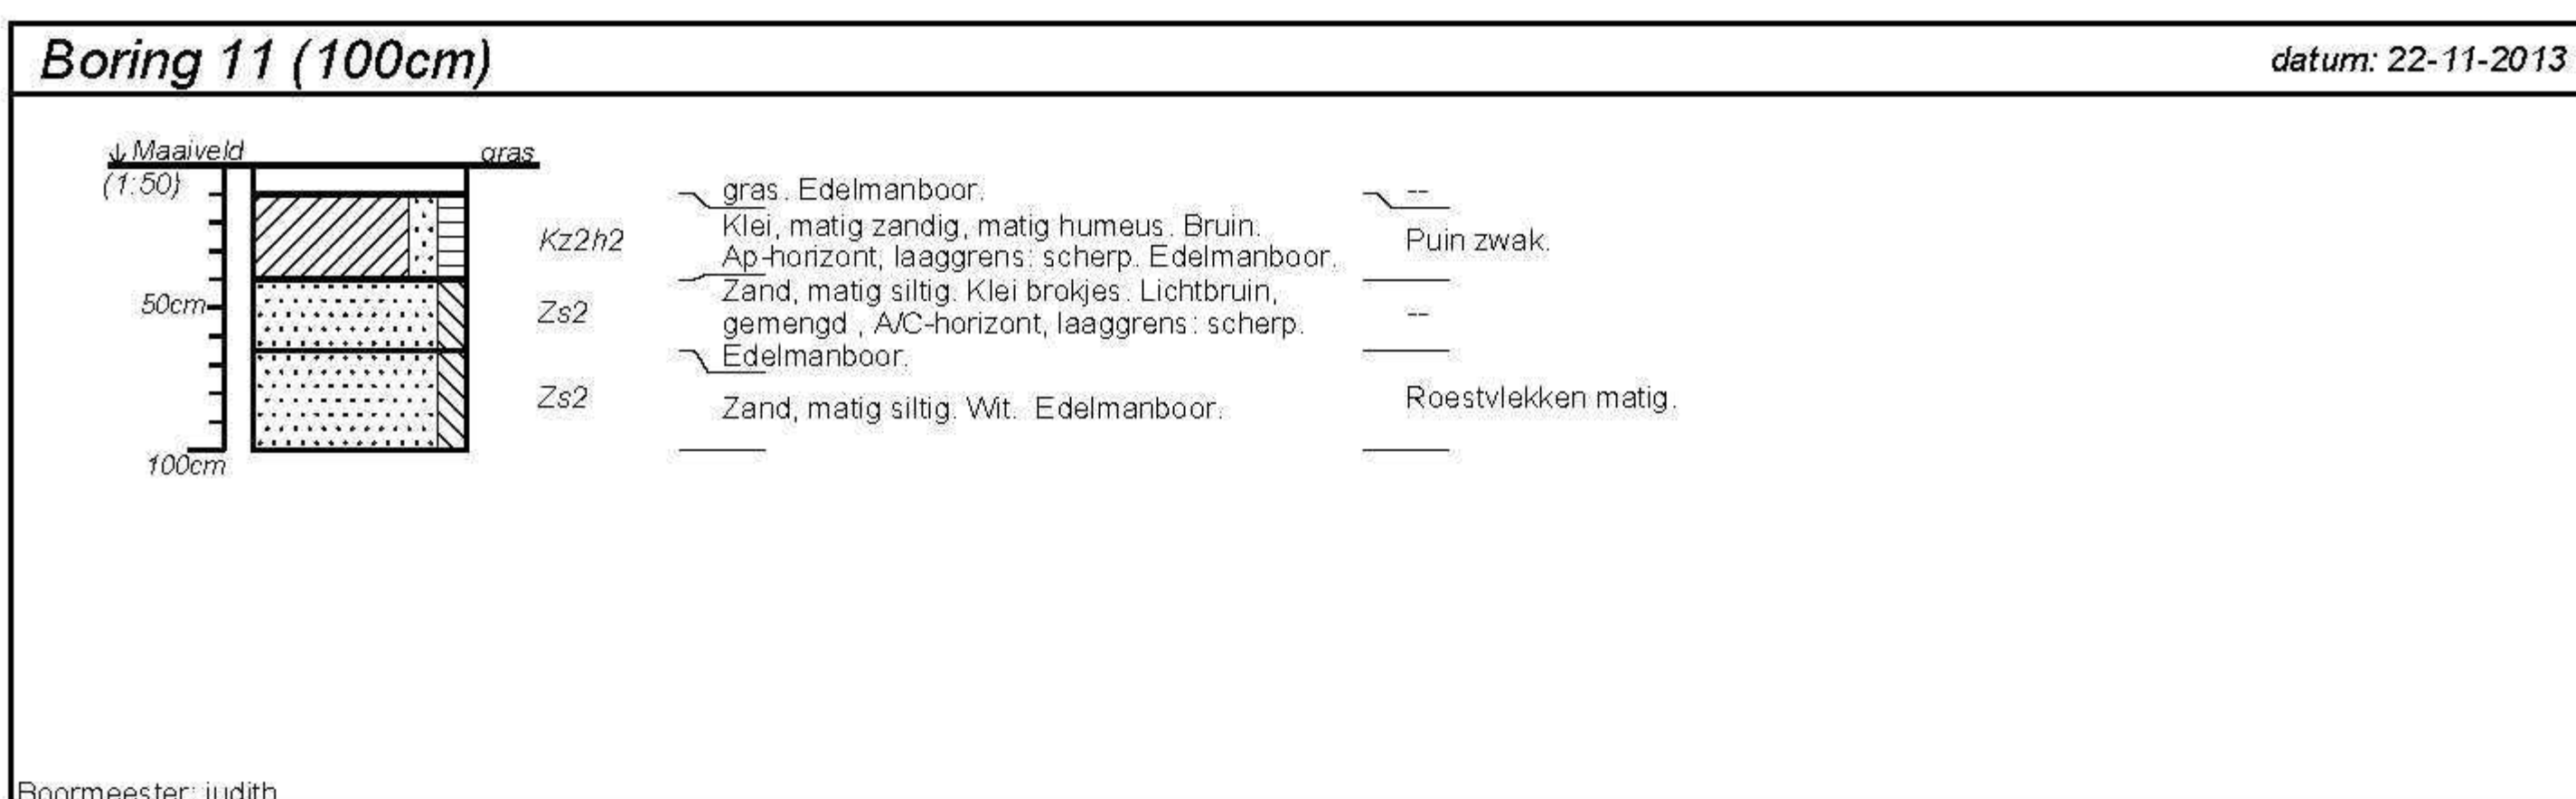 Boring 11 (100cm)
datum: 22-11-2013
↓ Maaiveld
gras
(1:50)
gras. Edelmanboor.
--
Kz2h2
Klei, matig zandig, matig humeus. Bruin.
Ap-horizont, laaggrens: scherp. Edelmanboor.
Puin zwak.
50cm
Zs2
Zand, matig siltig. Klei brokjes. Lichtbruin,
gemengd , A/C-horizont, laaggrens: scherp.
Edelmanboor.
--
Zs2
Zand, matig siltig. Wit. Edelmanboor.
Roestvlekken matig.
100cm
Boormeester: judith